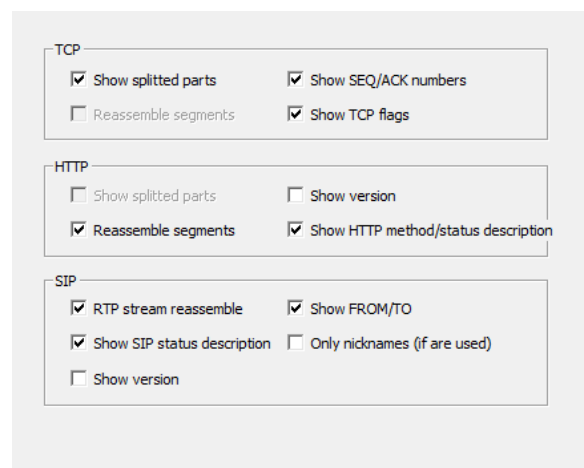 TCP
Show splitted parts
Show SEQ/ACK numbers
Reassemble segments
Show TCP flags
HTTP
Show splitted parts
Show version
Reassemble segments
Show HTTP method/status description
SIP
RTP stream reassemble
Show FROM/TO
Show SIP status description
Only nicknames (if are used)
Show version